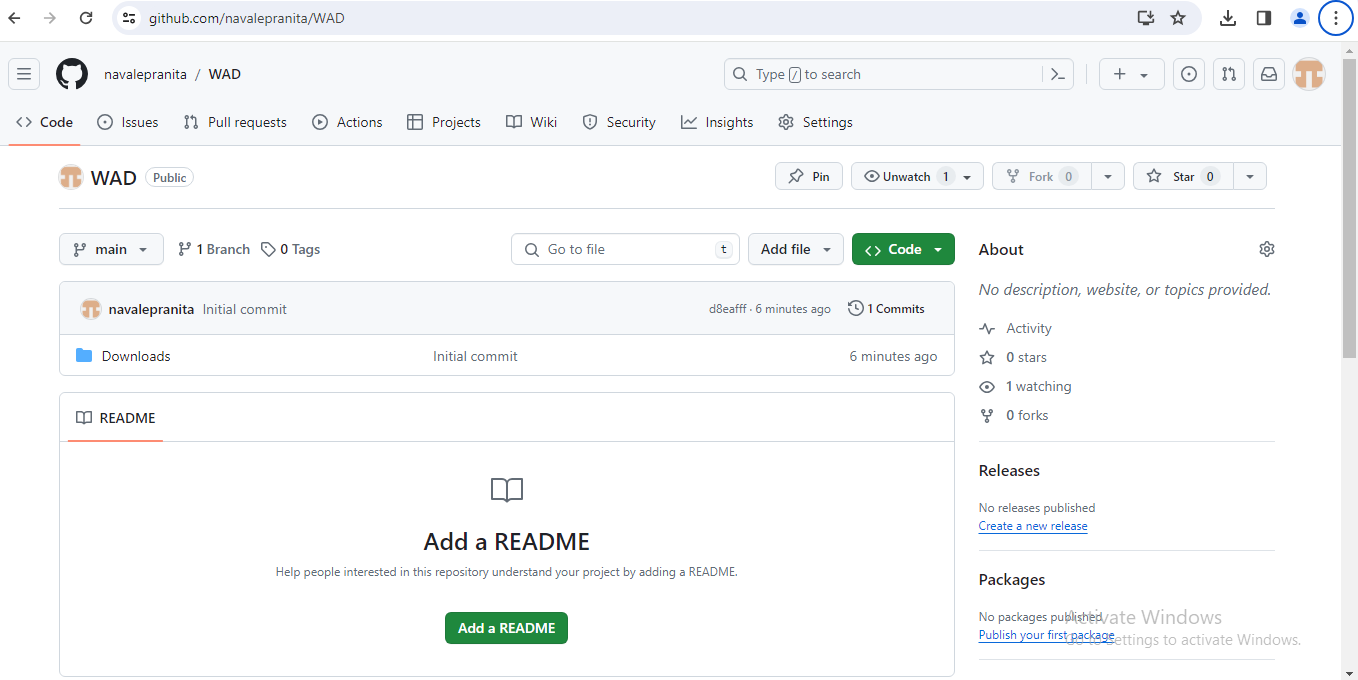 github.com/navalepranita/WAD
navalepranita / WAD
Type / to search
Code Issues Pull requests Actions Projects Wiki Security Insights Settings
WAD Public
Pin Unwatch 1 Fork 0 Star 0
main 1 Branch 0 Tags Go to file t Add file Code
navalepranita Initial commit d8eafff · 6 minutes ago 1 Commits
Downloads Initial commit 6 minutes ago
README
Add a README
Help people interested in this repository understand your project by adding a README.
Add a README
About
No description, website, or topics provided.
Activity
0 stars
1 watching
0 forks
Releases
No releases published
Create a new release
Packages
No packages published
Publish your first package
Activate Windows
Go to Settings to activate Windows.